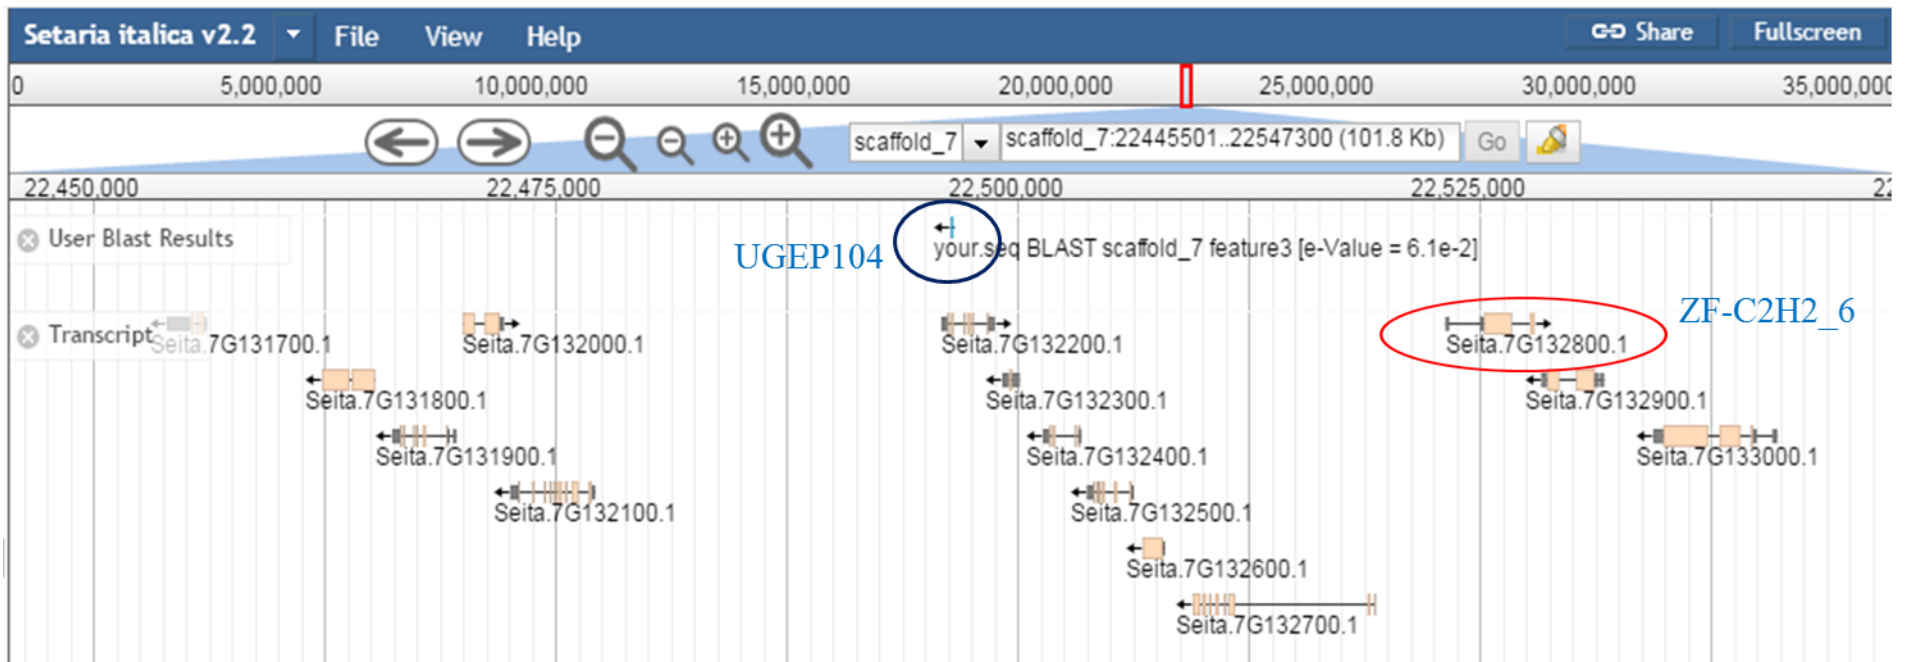 Setaria italica v2.2 File View Help Share Fullscreen
0 5,000,000 10,000,000 15,000,000 20,000,000 25,000,000 30,000,000 35,000,000
scaffold_7 scaffold_7:22445501..22547300 (101.8 Kb) Go
22,450,000 22,475,000 22,500,000 22,525,000 22
User Blast Results
UGEP104
your.seq BLAST scaffold_7 feature3 [e-Value = 6.1e-2]
ZF-C2H2_6
Transcript
Seita.7G131700.1 Seita.7G132000.1 Seita.7G132200.1 Seita.7G132800.1
Seita.7G131800.1 Seita.7G132300.1 Seita.7G132900.1
Seita.7G131900.1 Seita.7G132400.1 Seita.7G133000.1
Seita.7G132100.1 Seita.7G132500.1
Seita.7G132600.1
Seita.7G132700.1